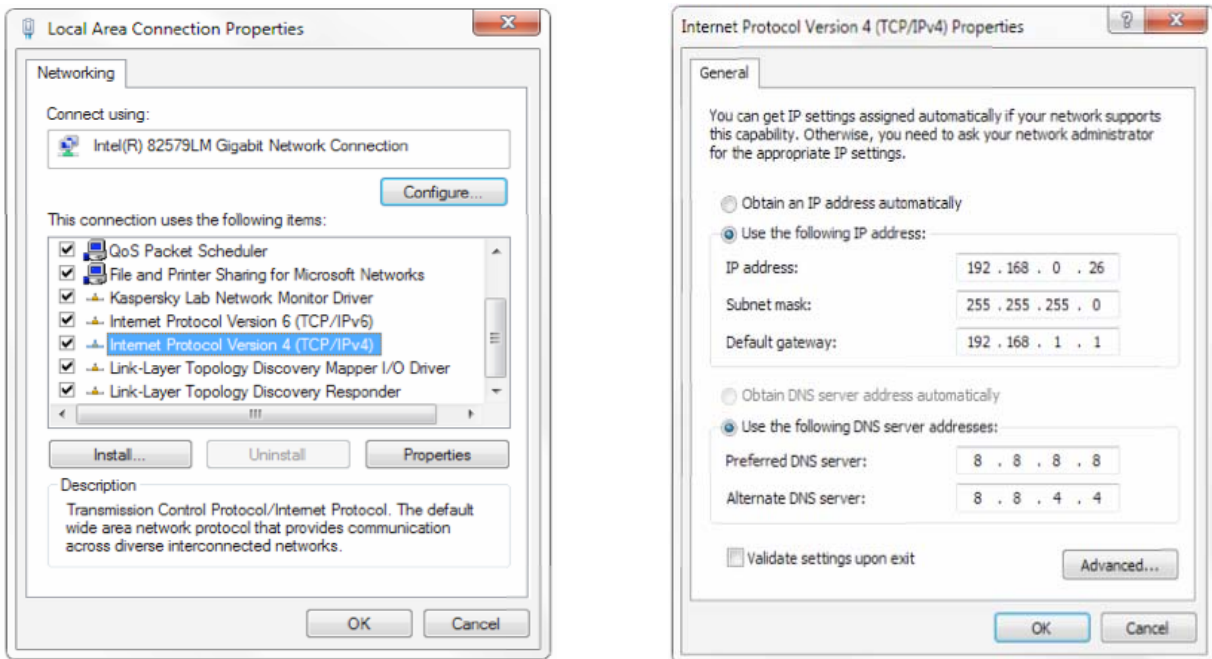 Local Area Connection Properties
Networking
Connect using:
Intel(R) 82579LM Gigabit Network Connection
Configure...
This connection uses the following items:
QoS Packet Scheduler
File and Printer Sharing for Microsoft Networks
Kaspersky Lab Network Monitor Driver
Internet Protocol Version 6 (TCP/IPv6)
Internet Protocol Version 4 (TCP/IPv4)
Link-Layer Topology Discovery Mapper I/O Driver
Link-Layer Topology Discovery Responder
Install... Uninstall Properties
Description
Transmission Control Protocol/Internet Protocol. The default
wide area network protocol that provides communication
across diverse interconnected networks.
OK Cancel
Internet Protocol Version 4 (TCP/IPv4) Properties
General
You can get IP settings assigned automatically if your network supports
this capability. Otherwise, you need to ask your network administrator
for the appropriate IP settings.
Obtain an IP address automatically
Use the following IP address:
IP address: 192 . 168 . 0 . 26
Subnet mask: 255 . 255 . 255 . 0
Default gateway: 192 . 168 . 1 . 1
Obtain DNS server address automatically
Use the following DNS server addresses:
Preferred DNS server: 8 . 8 . 8 . 8
Alternate DNS server: 8 . 8 . 4 . 4
Validate settings upon exit
Advanced...
OK Cancel